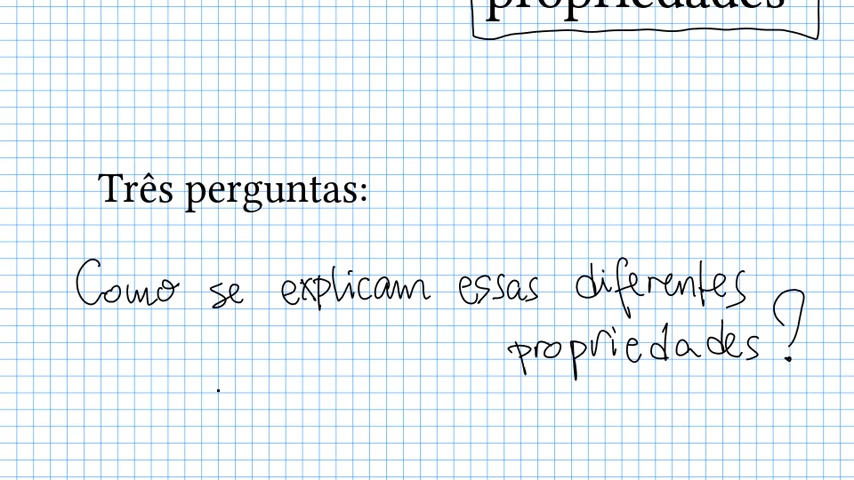 propriedades
Três perguntas:
Como se explicam essas diferentes
propriedades?